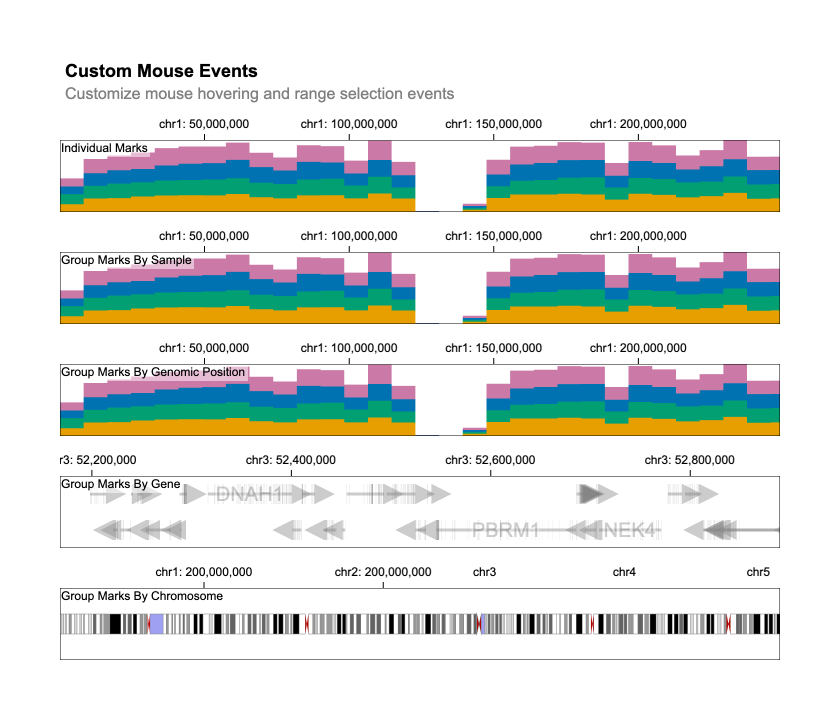 Custom Mouse Events
Customize mouse hovering and range selection events
chr1: 50,000,000 chr1: 100,000,000 chr1: 150,000,000 chr1: 200,000,000
Individual Marks
chr1: 50,000,000 chr1: 100,000,000 chr1: 150,000,000 chr1: 200,000,000
Group Marks By Sample
chr1: 50,000,000 chr1: 100,000,000 chr1: 150,000,000 chr1: 200,000,000
Group Marks By Genomic Position
r3: 52,200,000 chr3: 52,400,000 chr3: 52,600,000 chr3: 52,800,000
Group Marks By Gene
DNAH1
PBRM1 NEK4
chr1: 200,000,000 chr2: 200,000,000 chr3 chr4 chr5
Group Marks By Chromosome